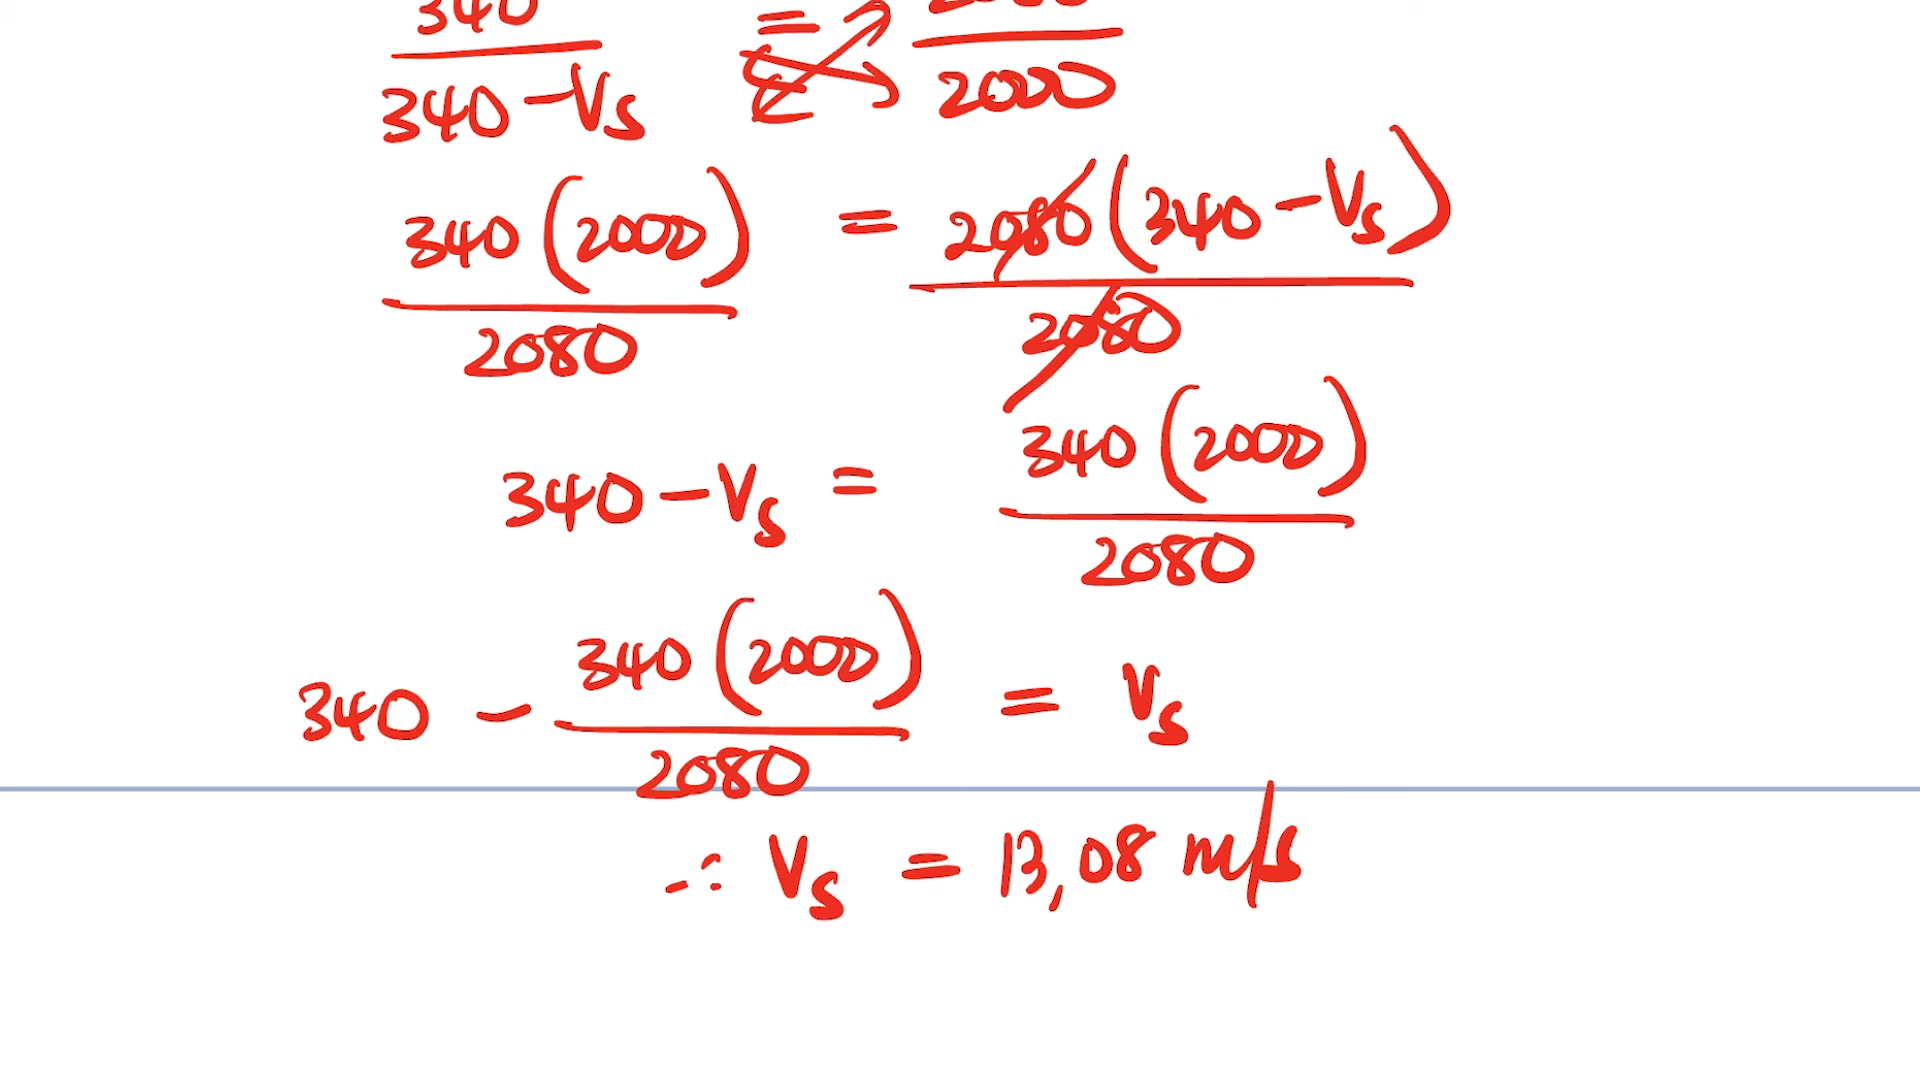 340 / 340 - Vs = / 2000
340 (2000) / 2080 = 2080 (340 - Vs) / 2080
340 - Vs = 340 (2000) / 2080
340 - 340 (2000) / 2080 = Vs
∴ Vs = 13,08 m/s